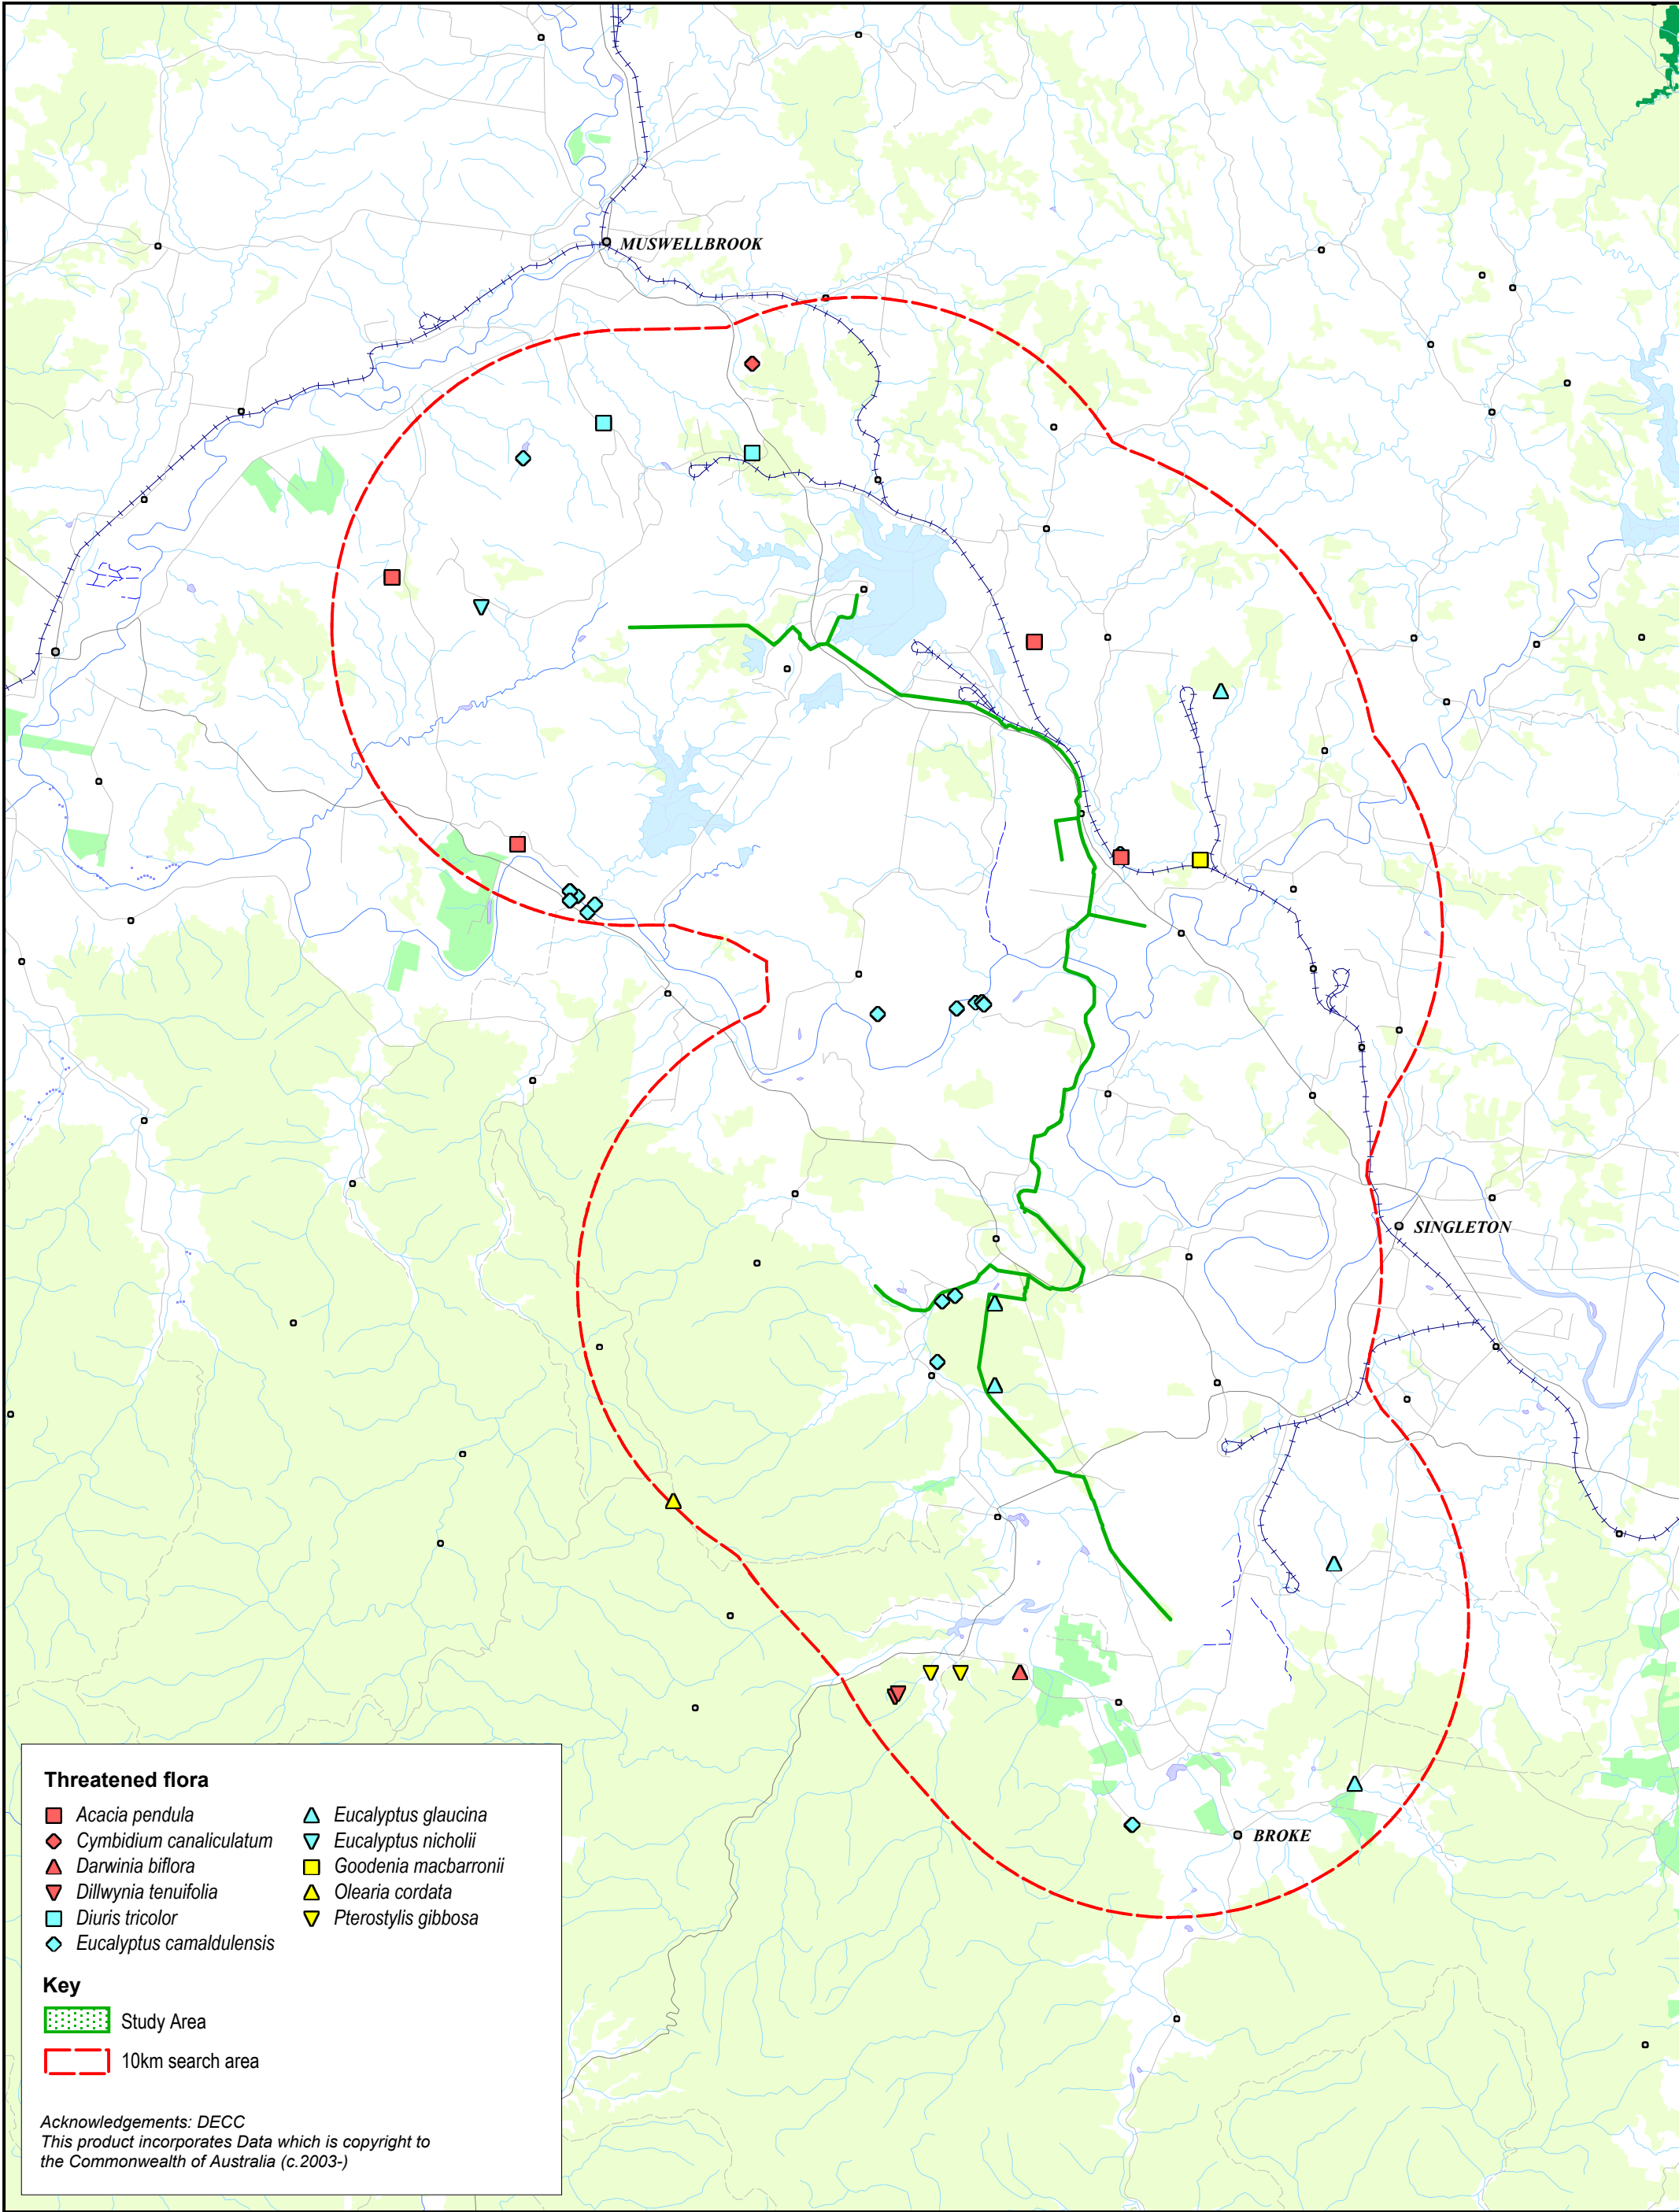 MUSWELLBROOK
SINGLETON
BROKE
Threatened flora
Acacia pendula
Cymbidium canaliculatum
Darwinia biflora
Dillwynia tenuifolia
Diuris tricolor
Eucalyptus camaldulensis
Eucalyptus glaucina
Eucalyptus nicholii
Goodenia macbarronii
Olearia cordata
Pterostylis gibbosa
Key
Study Area
10km search area
Acknowledgements: DECC
This product incorporates Data which is copyright to
the Commonwealth of Australia (c.2003-)